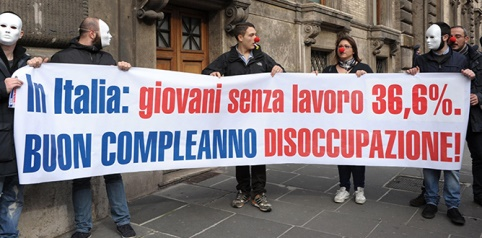 In Italia: giovani senza lavoro 36,6%.
BUON COMPLEANNO DISOCCUPAZIONE!